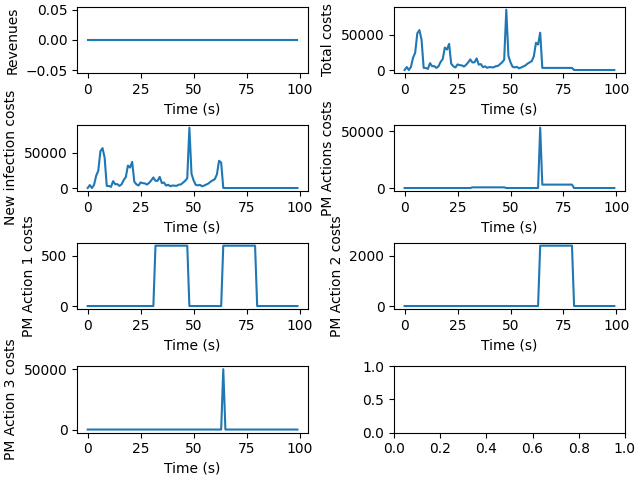 Revenues
0.05
0.00
−0.05
0 25 50 75 100
Time (s)
Total costs
50000
0
0 25 50 75 100
Time (s)
New infection costs
50000
0
0 25 50 75 100
Time (s)
PM Actions costs
50000
0
0 25 50 75 100
Time (s)
PM Action 1 costs
500
0
0 25 50 75 100
Time (s)
PM Action 2 costs
2000
0
0 25 50 75 100
Time (s)
PM Action 3 costs
50000
0
0 25 50 75 100
Time (s)
1.0
0.5
0.0
0.0 0.2 0.4 0.6 0.8 1.0